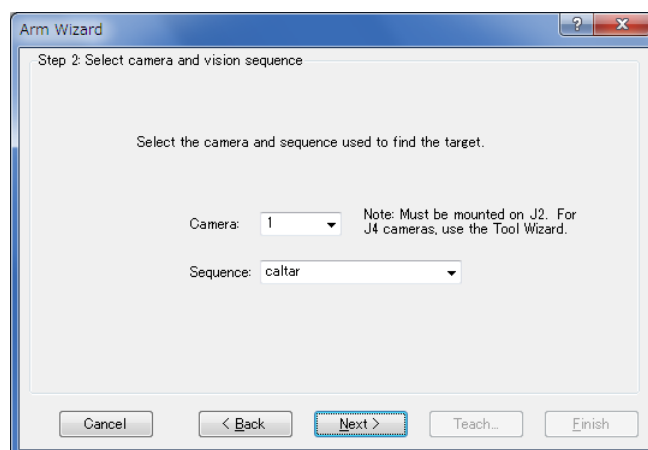 Arm Wizard
?
Step 2: Select camera and vision sequence
Select the camera and sequence used to find the target.
Camera: 1
Note: Must be mounted on J2. For
J4 cameras, use the Tool Wizard.
Sequence: caltar
Cancel < Back Next > Teach... Finish